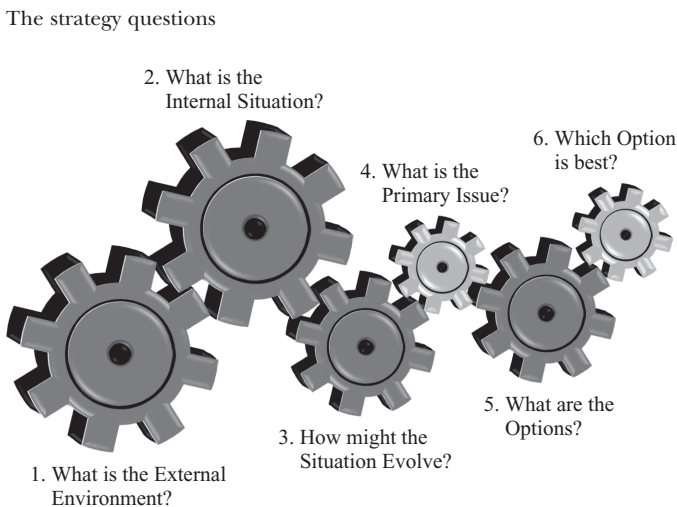 The strategy questions
2. What is the
Internal Situation?
6. Which Option
is best?
4. What is the
Primary Issue?
5. What are the
Options?
3. How might the
Situation Evolve?
1. What is the External
Environment?